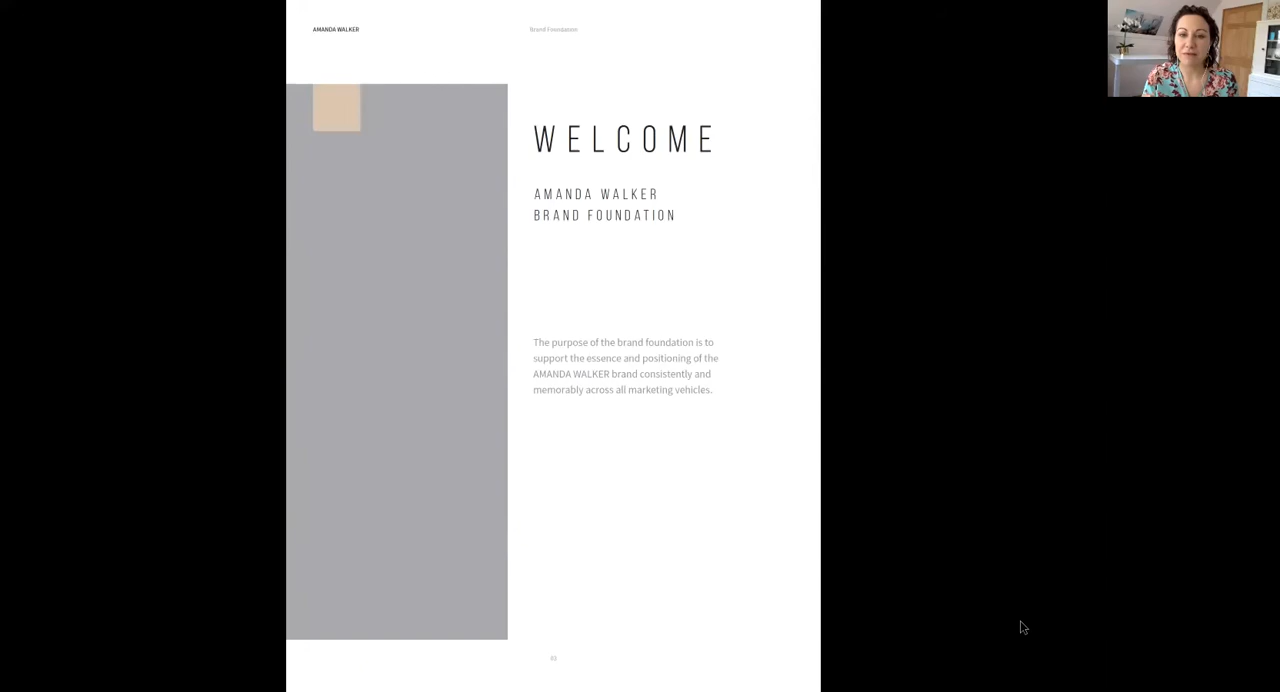 AMANDA WALKER
Brand Foundation
WELCOME
AMANDA WALKER
BRAND FOUNDATION
The purpose of the brand foundation is to
support the essence and positioning of the
AMANDA WALKER brand consistently and
memorably across all marketing vehicles.